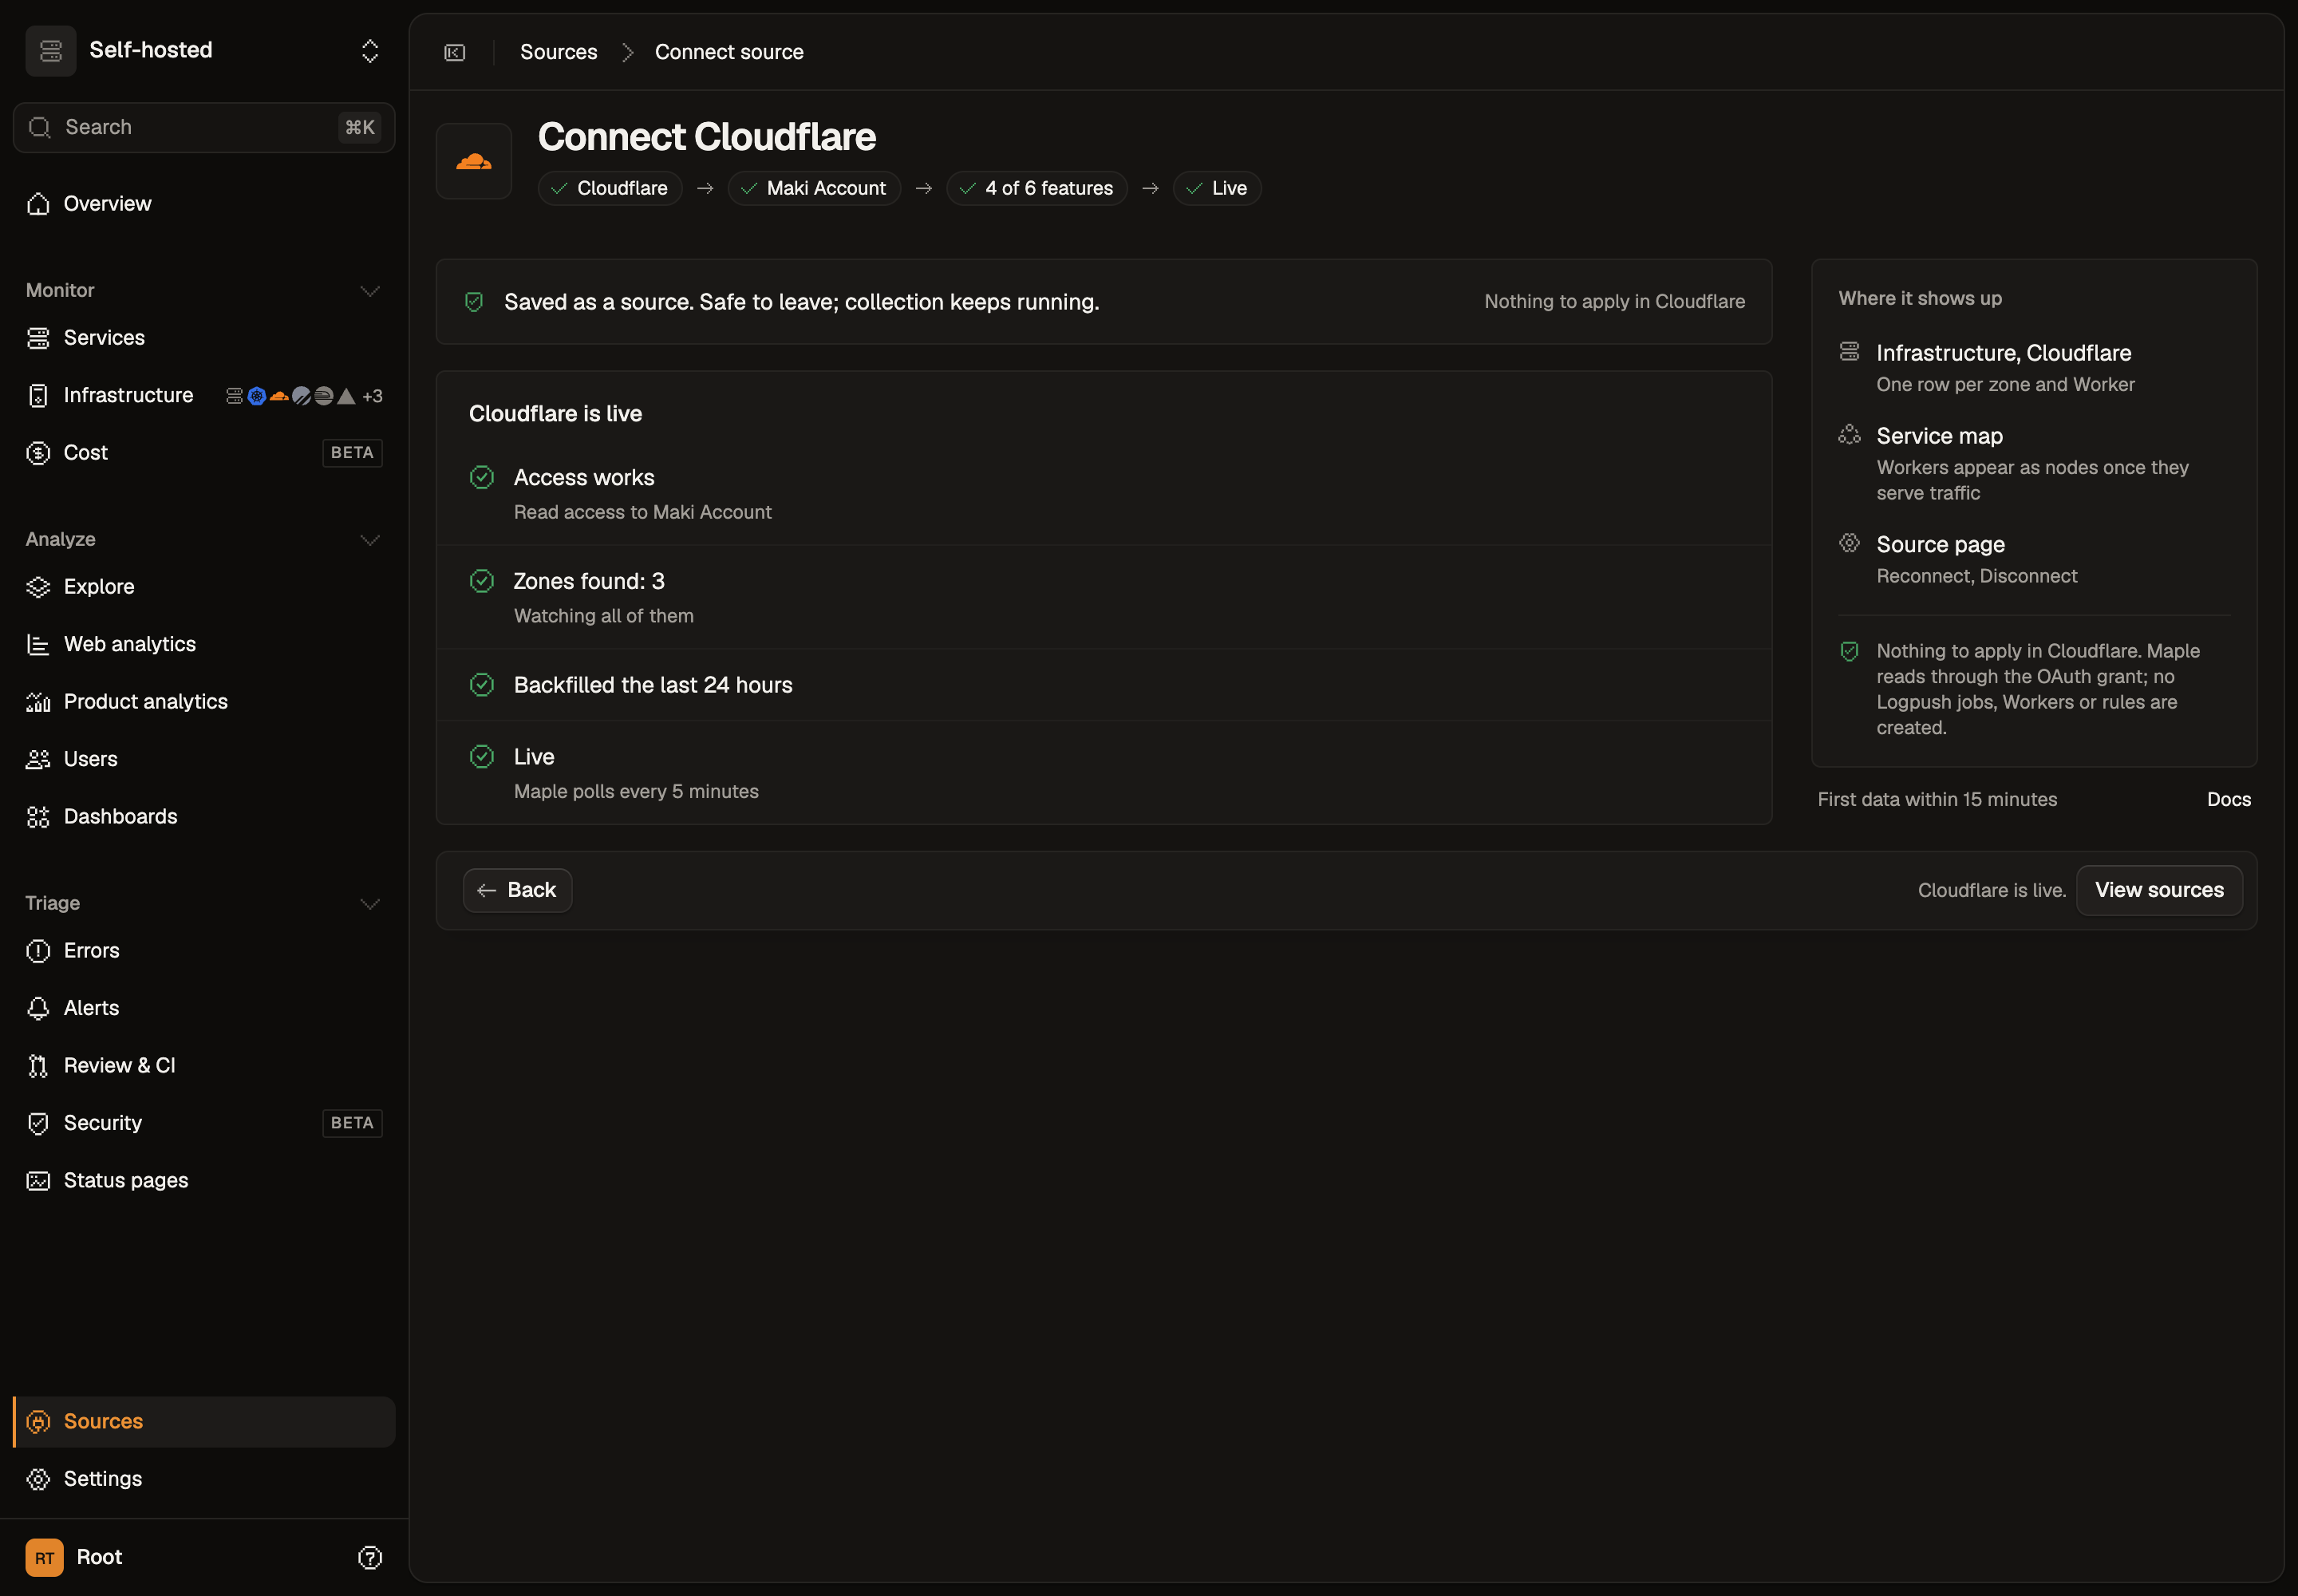 Self-hosted
Search
⌘K
Overview
Monitor
Services
Infrastructure
+3
Cost
BETA
Analyze
Explore
Web analytics
Product analytics
Users
Dashboards
Triage
Errors
Alerts
Review & CI
Security
BETA
Status pages
Sources
Settings
RT
Root
Sources
Connect source
Connect Cloudflare
Cloudflare → Maki Account → 4 of 6 features → Live
Saved as a source. Safe to leave; collection keeps running.
Nothing to apply in Cloudflare
Cloudflare is live
Access works
Read access to Maki Account
Zones found: 3
Watching all of them
Backfilled the last 24 hours
Live
Maple polls every 5 minutes
Where it shows up
Infrastructure, Cloudflare
One row per zone and Worker
Service map
Workers appear as nodes once they
serve traffic
Source page
Reconnect, Disconnect
Nothing to apply in Cloudflare. Maple
reads through the OAuth grant; no
Logpush jobs, Workers or rules are
created.
First data within 15 minutes
Docs
← Back
Cloudflare is live.
View sources